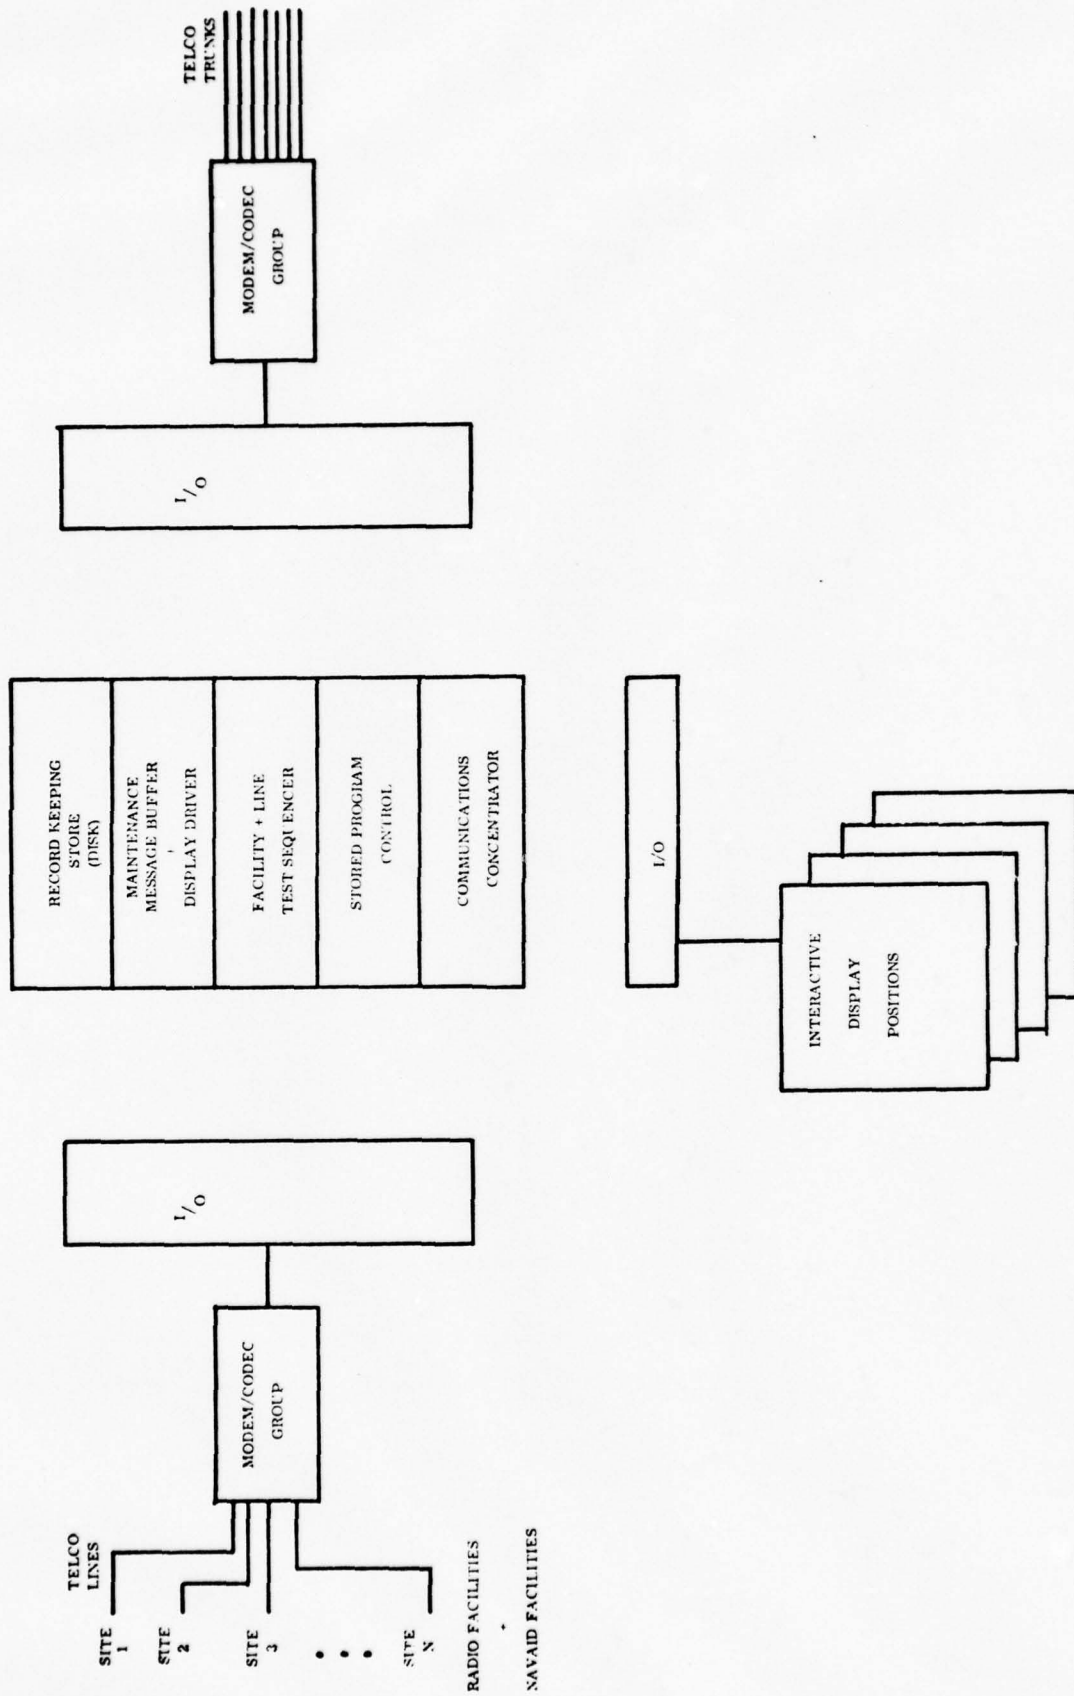 TELCO
LINES
SITE
1
SITE
2
SITE
3
SITE
N
RADIO FACILITIES
+
NAVAID FACILITIES
MODEM/CODEC
GROUP
I/O
RECORD KEEPING
STORE
(DISK)
MAINTENANCE
MESSAGE BUFFER
+
DISPLAY DRIVER
FACILITY + LINE
TEST SEQUENCER
STORED PROGRAM
CONTROL
COMMUNICATIONS
CONCENTRATOR
I/O
INTERACTIVE
DISPLAY
POSITIONS
I/O
MODEM/CODEC
GROUP
TELCO
TRUNKS